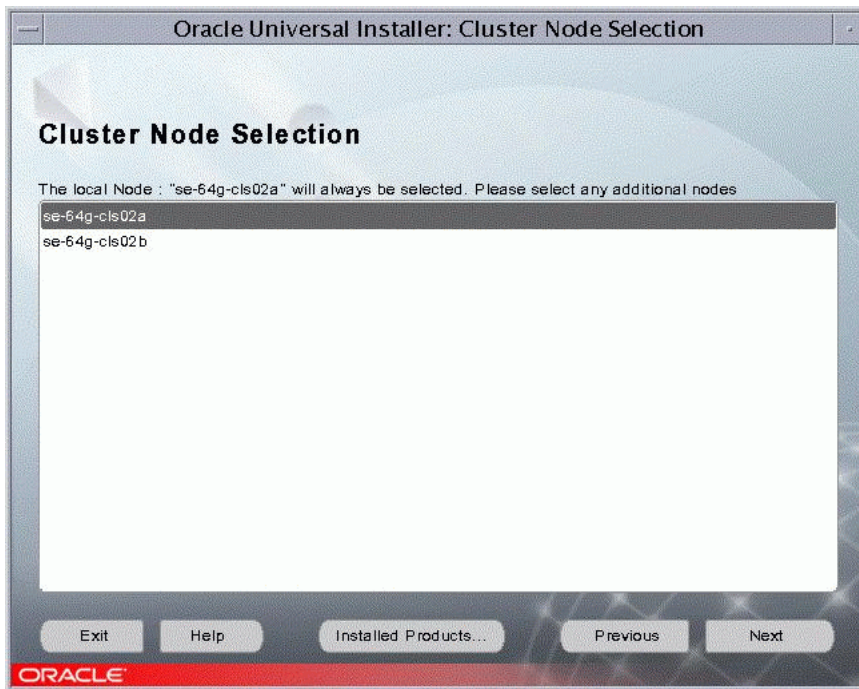 Oracle Universal Installer: Cluster Node Selection
Cluster Node Selection
The local Node : "se-64g-cls02a" will always be selected. Please select any additional nodes
se-64g-cls02a
se-64g-cls02b
Exit Help Installed Products... Previous Next
ORACLE